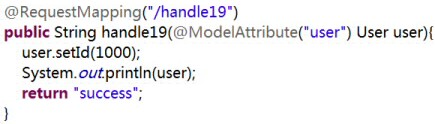 @RequestMapping("/handle19")
public String handle19(@ModelAttribute("user") User user){
    user.setId(1000);
    System.out.println(user);
    return "success";
}